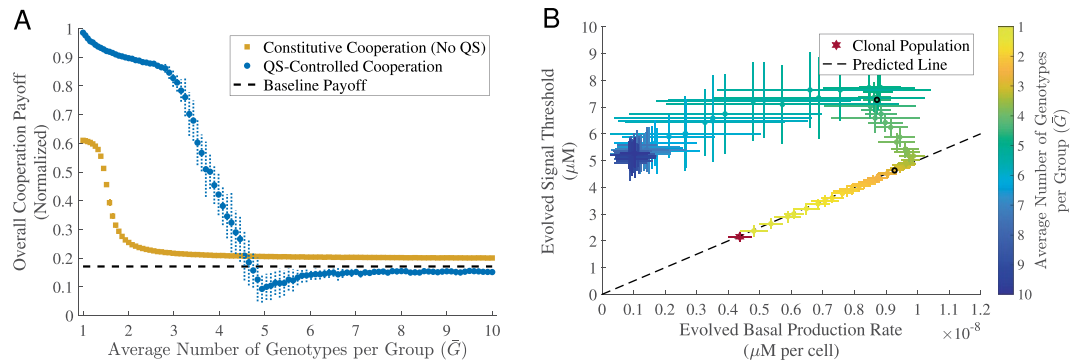 A
Overall Cooperation Payoff
(Normalized)
1
0.9
0.8
0.7
0.6
0.5
0.4
0.3
0.2
0.1
0
Constitutive Cooperation (No QS)
QS-Controlled Cooperation
Baseline Payoff
1 2 3 4 5 6 7 8 9 10
Average Number of Genotypes per Group (Ḡ)
B
Evolved Signal Threshold
(μM)
10
9
8
7
6
5
4
3
2
1
0
Clonal Population
Predicted Line
0 0.1 0.2 0.3 0.4 0.5 0.6 0.7 0.8 0.9 1 1.1 1.2
×10⁻⁸
Evolved Basal Production Rate
(μM per cell)
1
2
3
4
5
6
7
8
9
10
Average Number of Genotypes
per Group (Ḡ)